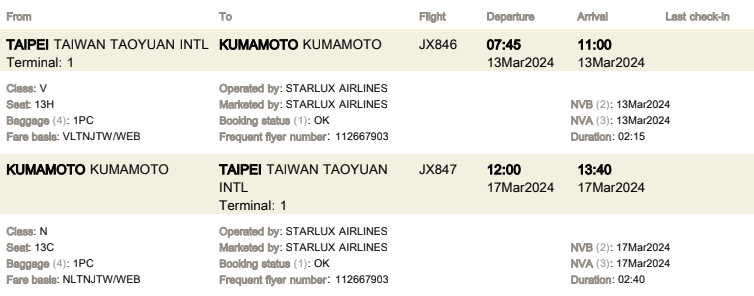 From To Flight Departure Arrival Last check-in
TAIPEI TAIWAN TAOYUAN INTL KUMAMOTO KUMAMOTO JX846 07:45 11:00
Terminal: 1 13Mar2024 13Mar2024
Class: V Operated by: STARLUX AIRLINES
Seat: 13H Marketed by: STARLUX AIRLINES NVB (2): 13Mar2024
Baggage (4): 1PC Booking status (1): OK NVA (3): 13Mar2024
Fare basis: VLTNJTW/WEB Frequent flyer number: 112667903 Duration: 02:15
KUMAMOTO KUMAMOTO TAIPEI TAIWAN TAOYUAN JX847 12:00 13:40
INTL 17Mar2024 17Mar2024
Terminal: 1
Class: N Operated by: STARLUX AIRLINES
Seat: 13C Marketed by: STARLUX AIRLINES NVB (2): 17Mar2024
Baggage (4): 1PC Booking status (1): OK NVA (3): 17Mar2024
Fare basis: NLTNJTW/WEB Frequent flyer number: 112667903 Duration: 02:40